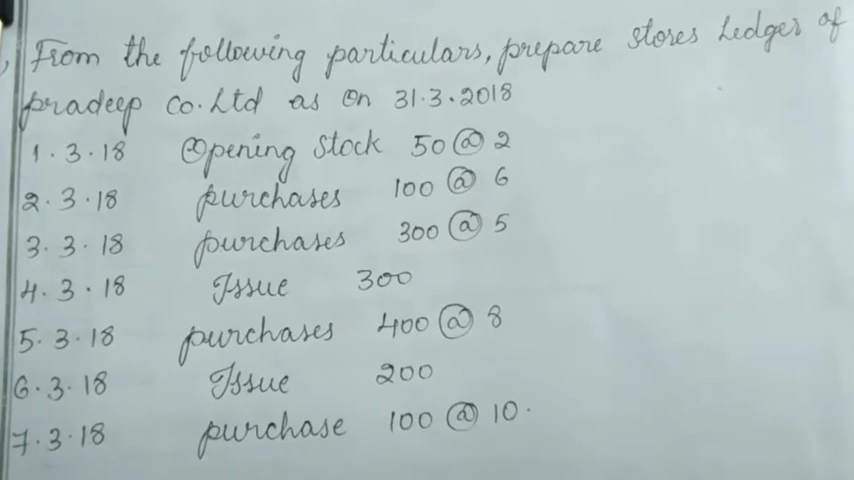 , From the following particulars, prepare stores Ledger of
pradeep co. Ltd as on 31.3.2018
1.3.18 Opening Stock 50 @ 2
2.3.18 purchases 100 @ 6
3.3.18 purchases 300 @ 5
4.3.18 Issue 300
5.3.18 purchases 400 @ 8
6.3.18 Issue 200
7.3.18 purchase 100 @ 10.